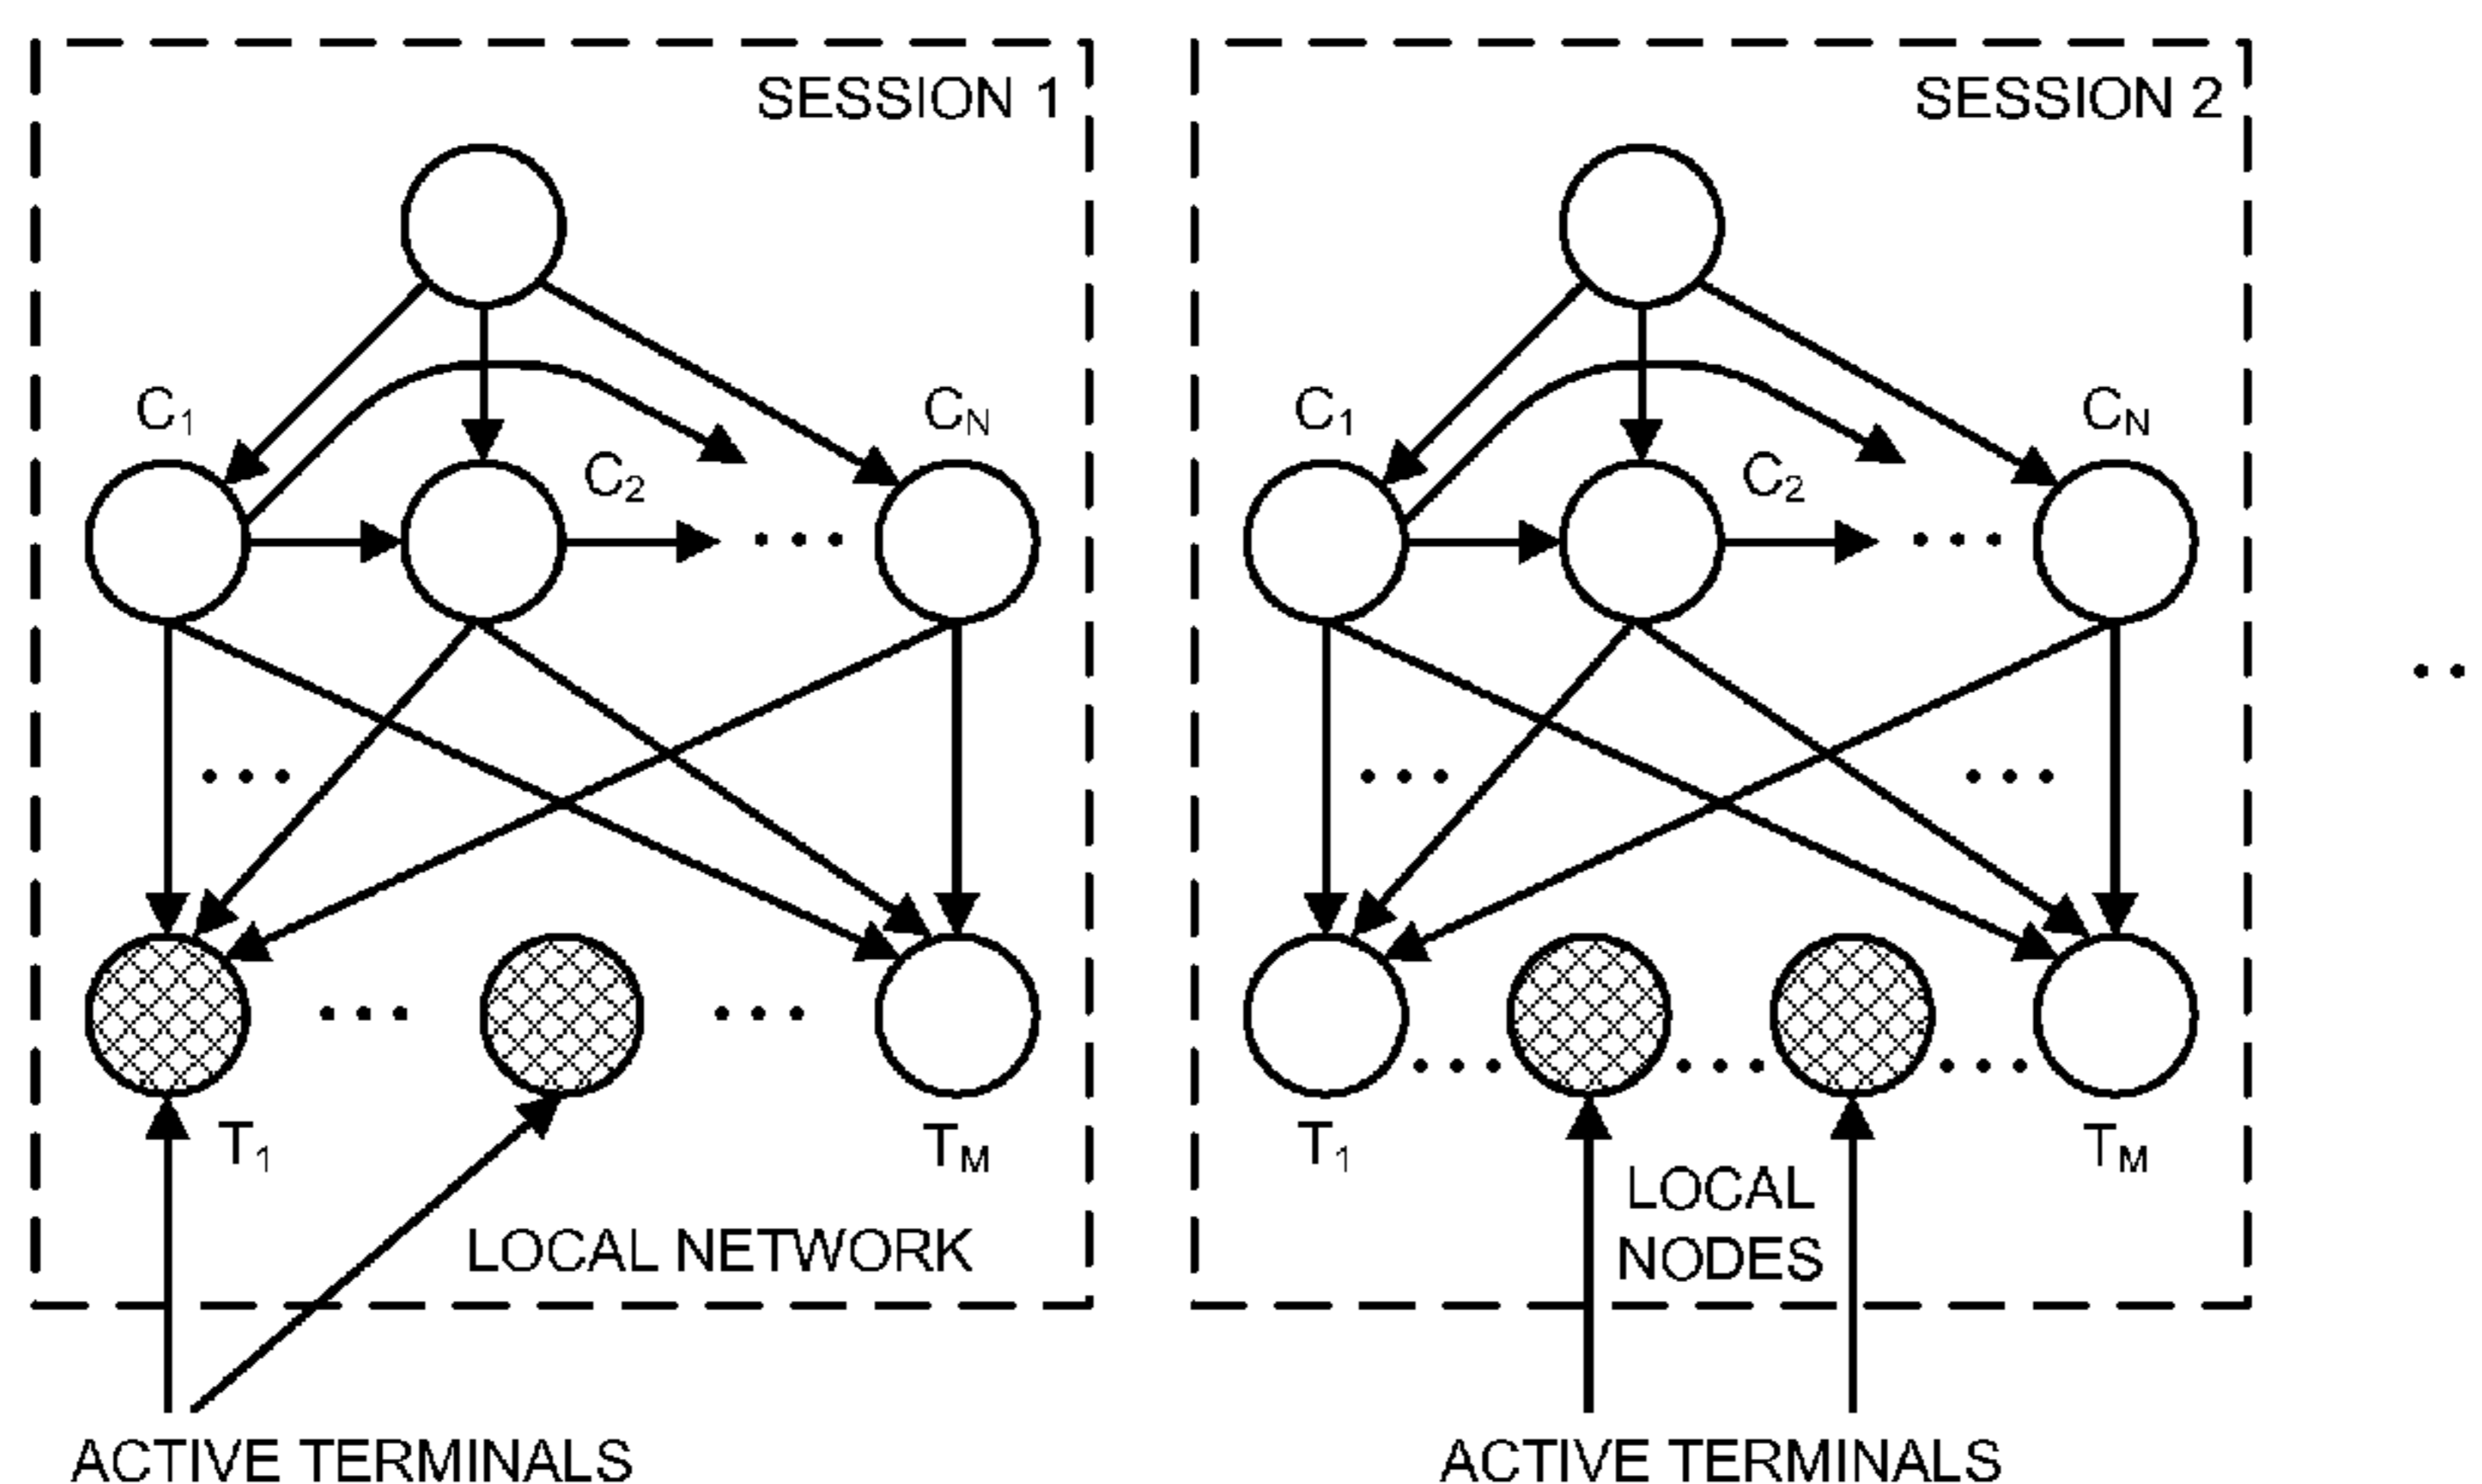 SESSION 1
C1
CN
C2
T1
TM
LOCAL NETWORK
ACTIVE TERMINALS
SESSION 2
C1
CN
C2
T1
TM
LOCAL
NODES
ACTIVE TERMINALS